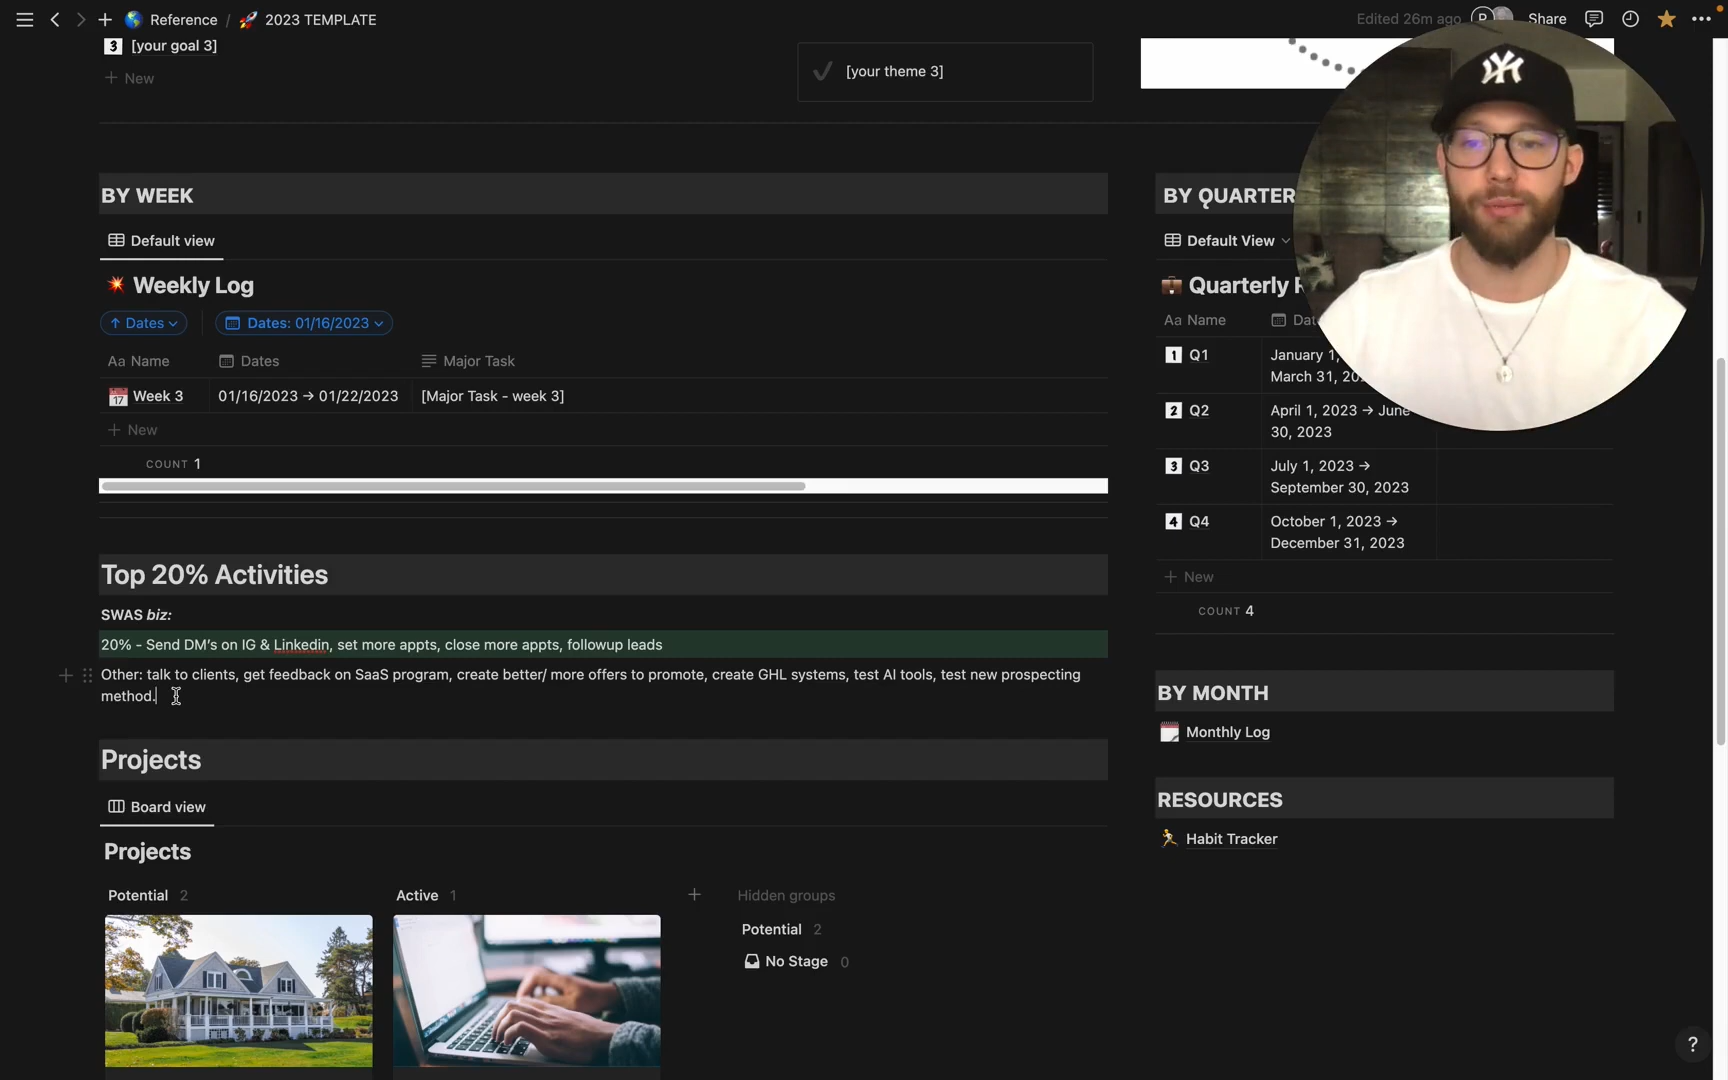 Reference / 2023 TEMPLATE
Edited 26m ago
Share
3 [your goal 3]
+ New
[your theme 3]
BY WEEK
Default view
Weekly Log
↑ Dates
Dates: 01/16/2023
Aa Name
Dates
Major Task
Week 3
01/16/2023 → 01/22/2023
[Major Task - week 3]
+ New
COUNT 1
Top 20% Activities
SWAS biz:
20% - Send DM's on IG & Linkedin, set more appts, close more appts, followup leads
Other: talk to clients, get feedback on SaaS program, create better/ more offers to promote, create GHL systems, test AI tools, test new prospecting
method.
Projects
Board view
Projects
Potential 2
Active 1
Hidden groups
Potential 2
No Stage 0
BY QUARTER
Default View
Quarterly
Aa Name
1 Q1
January 1,
March 31,
2 Q2
April 1, 2023 → June
30, 2023
3 Q3
July 1, 2023 →
September 30, 2023
4 Q4
October 1, 2023 →
December 31, 2023
+ New
COUNT 4
BY MONTH
Monthly Log
RESOURCES
Habit Tracker
?